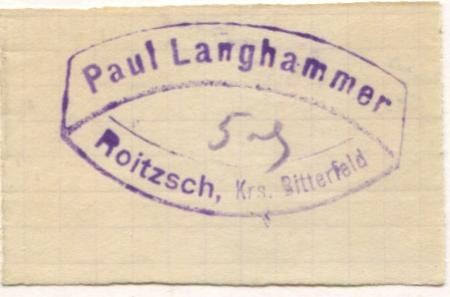 Paul Langhammer
5 ₰
Roitzsch, Krs. Bitterfeld